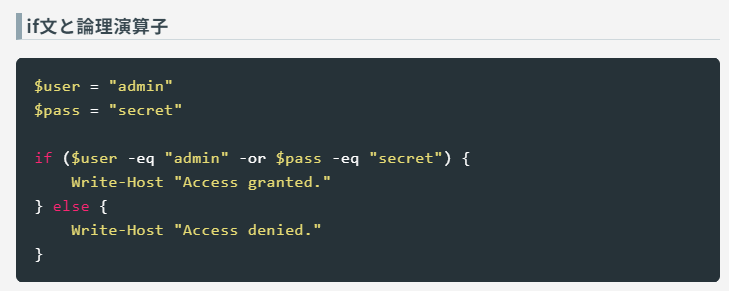 if文と論理演算子
$user = "admin"
$pass = "secret"
if ($user -eq "admin" -or $pass -eq "secret") {
    Write-Host "Access granted."
} else {
    Write-Host "Access denied."
}